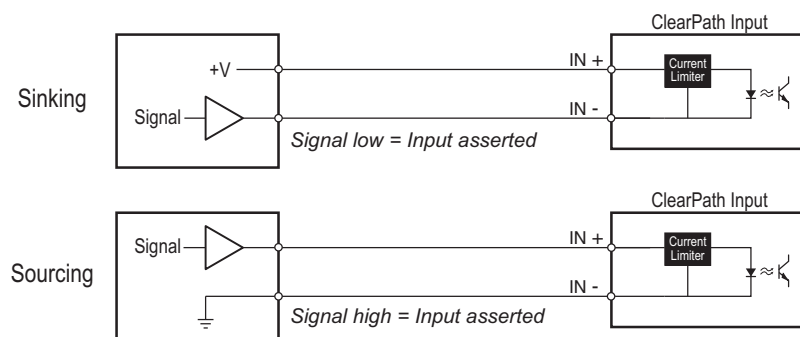 ClearPath Input
+V
IN +
Current
Limiter
Sinking
Signal
IN -
Signal low = Input asserted
ClearPath Input
Signal
IN +
Current
Limiter
Sourcing
IN -
Signal high = Input asserted